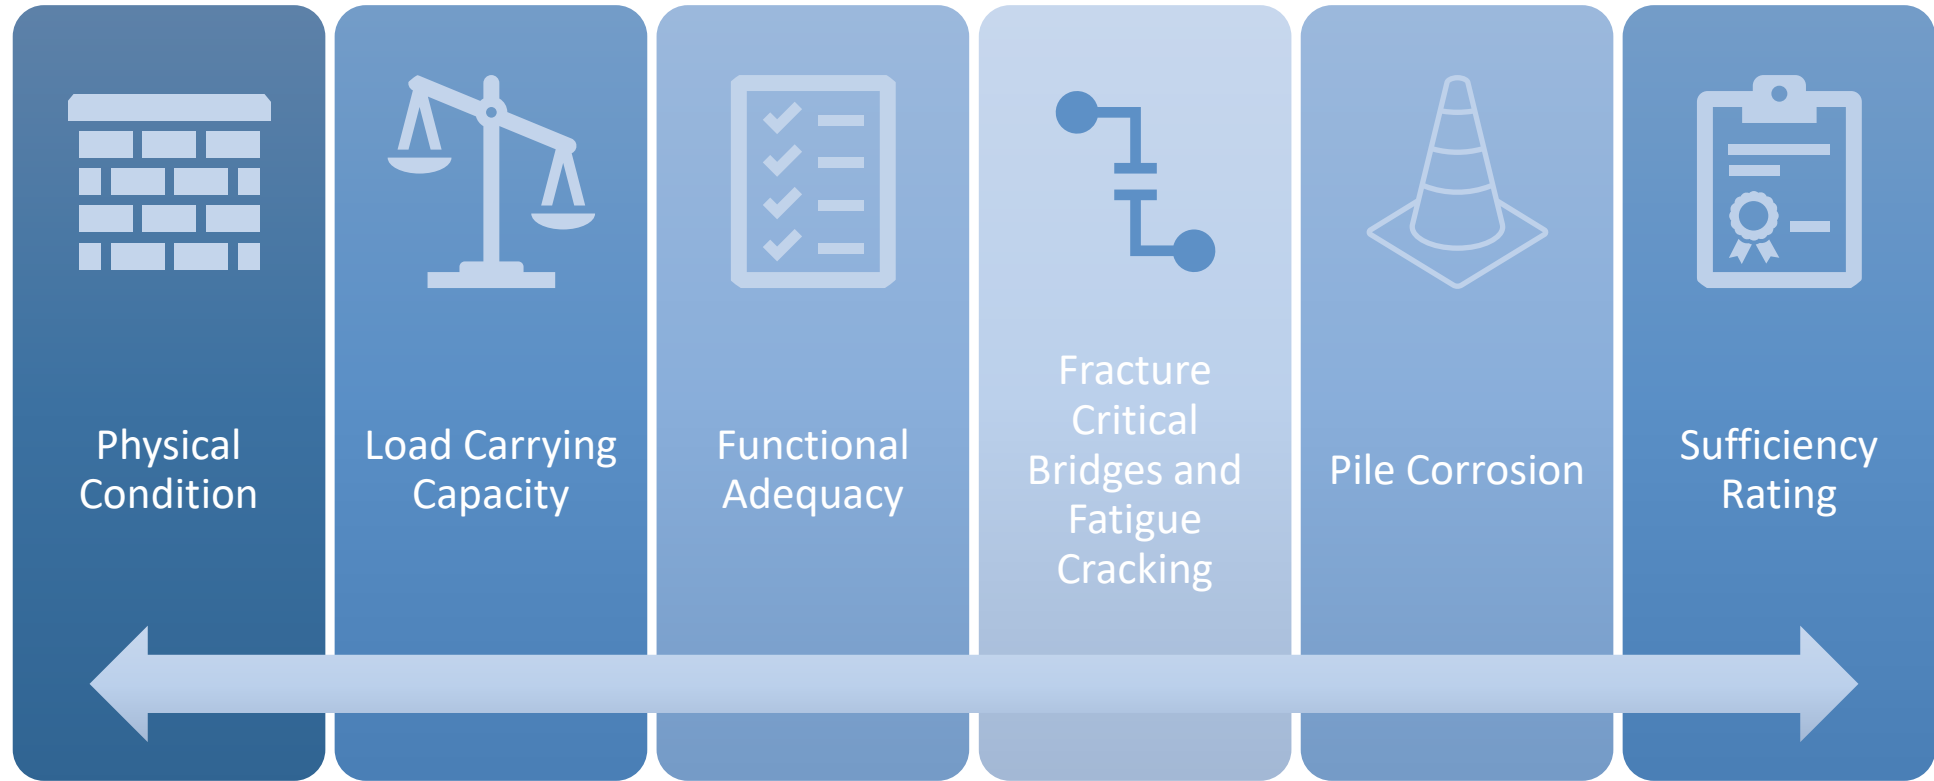 Physical
Condition
Load Carrying
Capacity
Functional
Adequacy
Fracture
Critical
Bridges and
Fatigue
Cracking
Pile Corrosion
Sufficiency
Rating